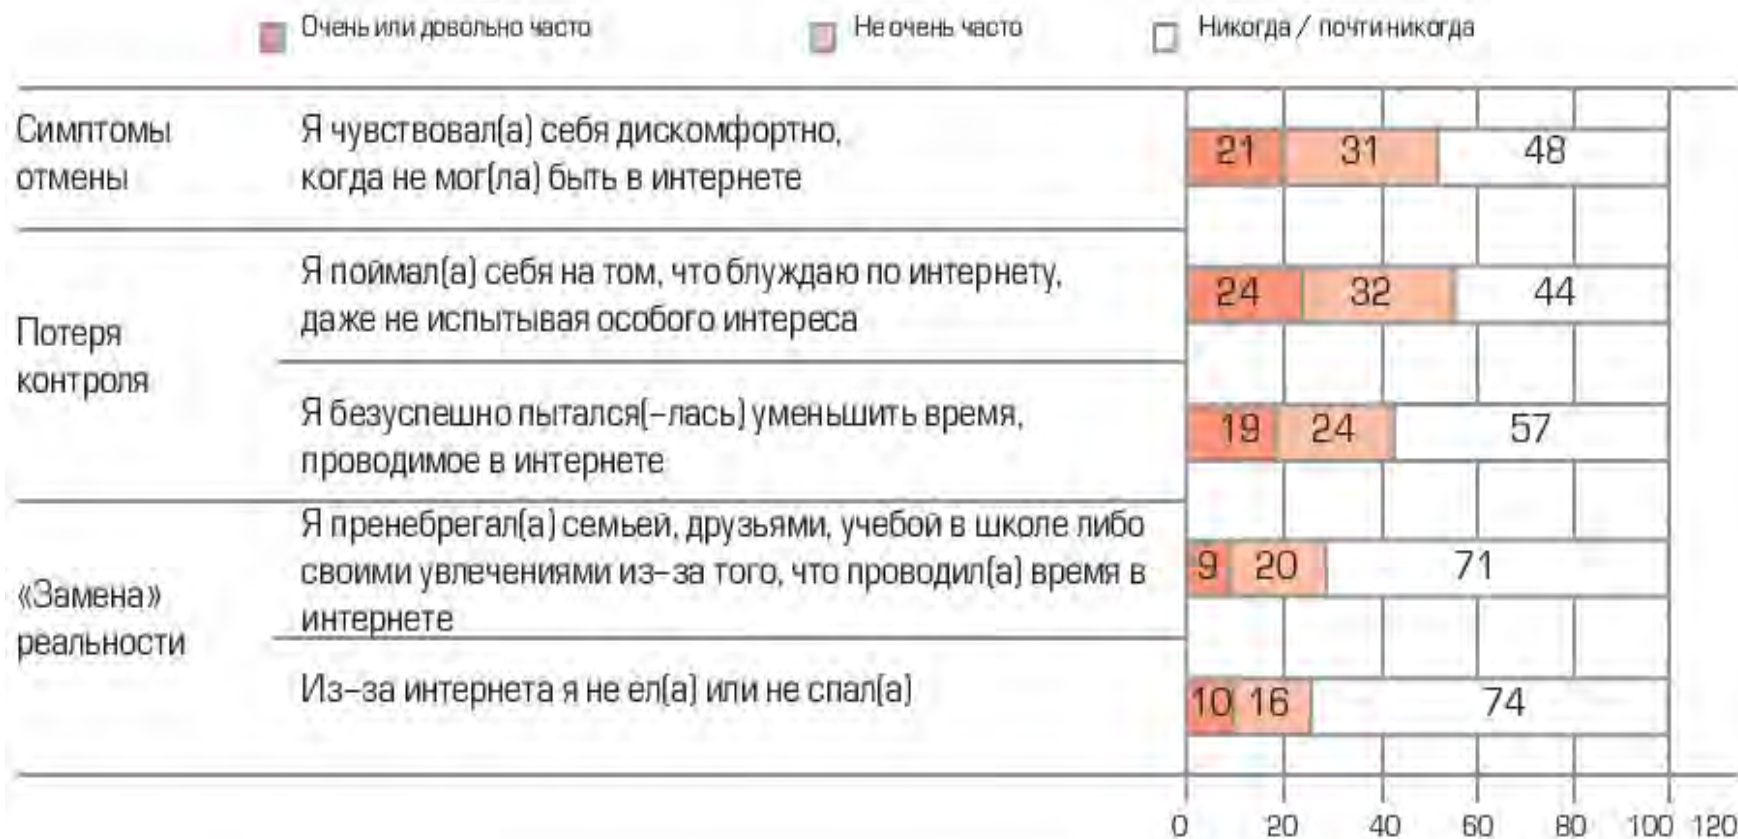 Очень или довольно часто
Не очень часто
Никогда / почти никогда
Симптомы
отмены
Я чувствовал(а) себя дискомфортно,
когда не мог(ла) быть в интернете
21 31 48
Потеря
контроля
Я поймал(а) себя на том, что блуждаю по интернету,
даже не испытывая особого интереса
24 32 44
Я безуспешно пытался(–лась) уменьшить время,
проводимое в интернете
19 24 57
«Замена»
реальности
Я пренебрегал(а) семьей, друзьями, учебой в школе либо
своими увлечениями из–за того, что проводил(а) время в
интернете
9 20 71
Из–за интернета я не ел(а) или не спал(а)
10 16 74
0 20 40 60 80 100 120